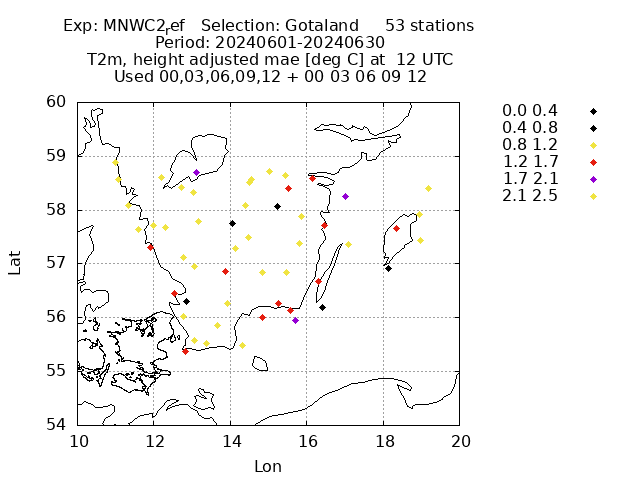 Exp: MNWC2ref Selection: Gotaland 53 stations
Period: 20240601-20240630
T2m, height adjusted mae [deg C] at 12 UTC
Used 00,03,06,09,12 + 00 03 06 09 12
60
59
58
57
56
55
54
Lat
10 12 14 16 18 20
Lon
0.0 0.4
0.4 0.8
0.8 1.2
1.2 1.7
1.7 2.1
2.1 2.5